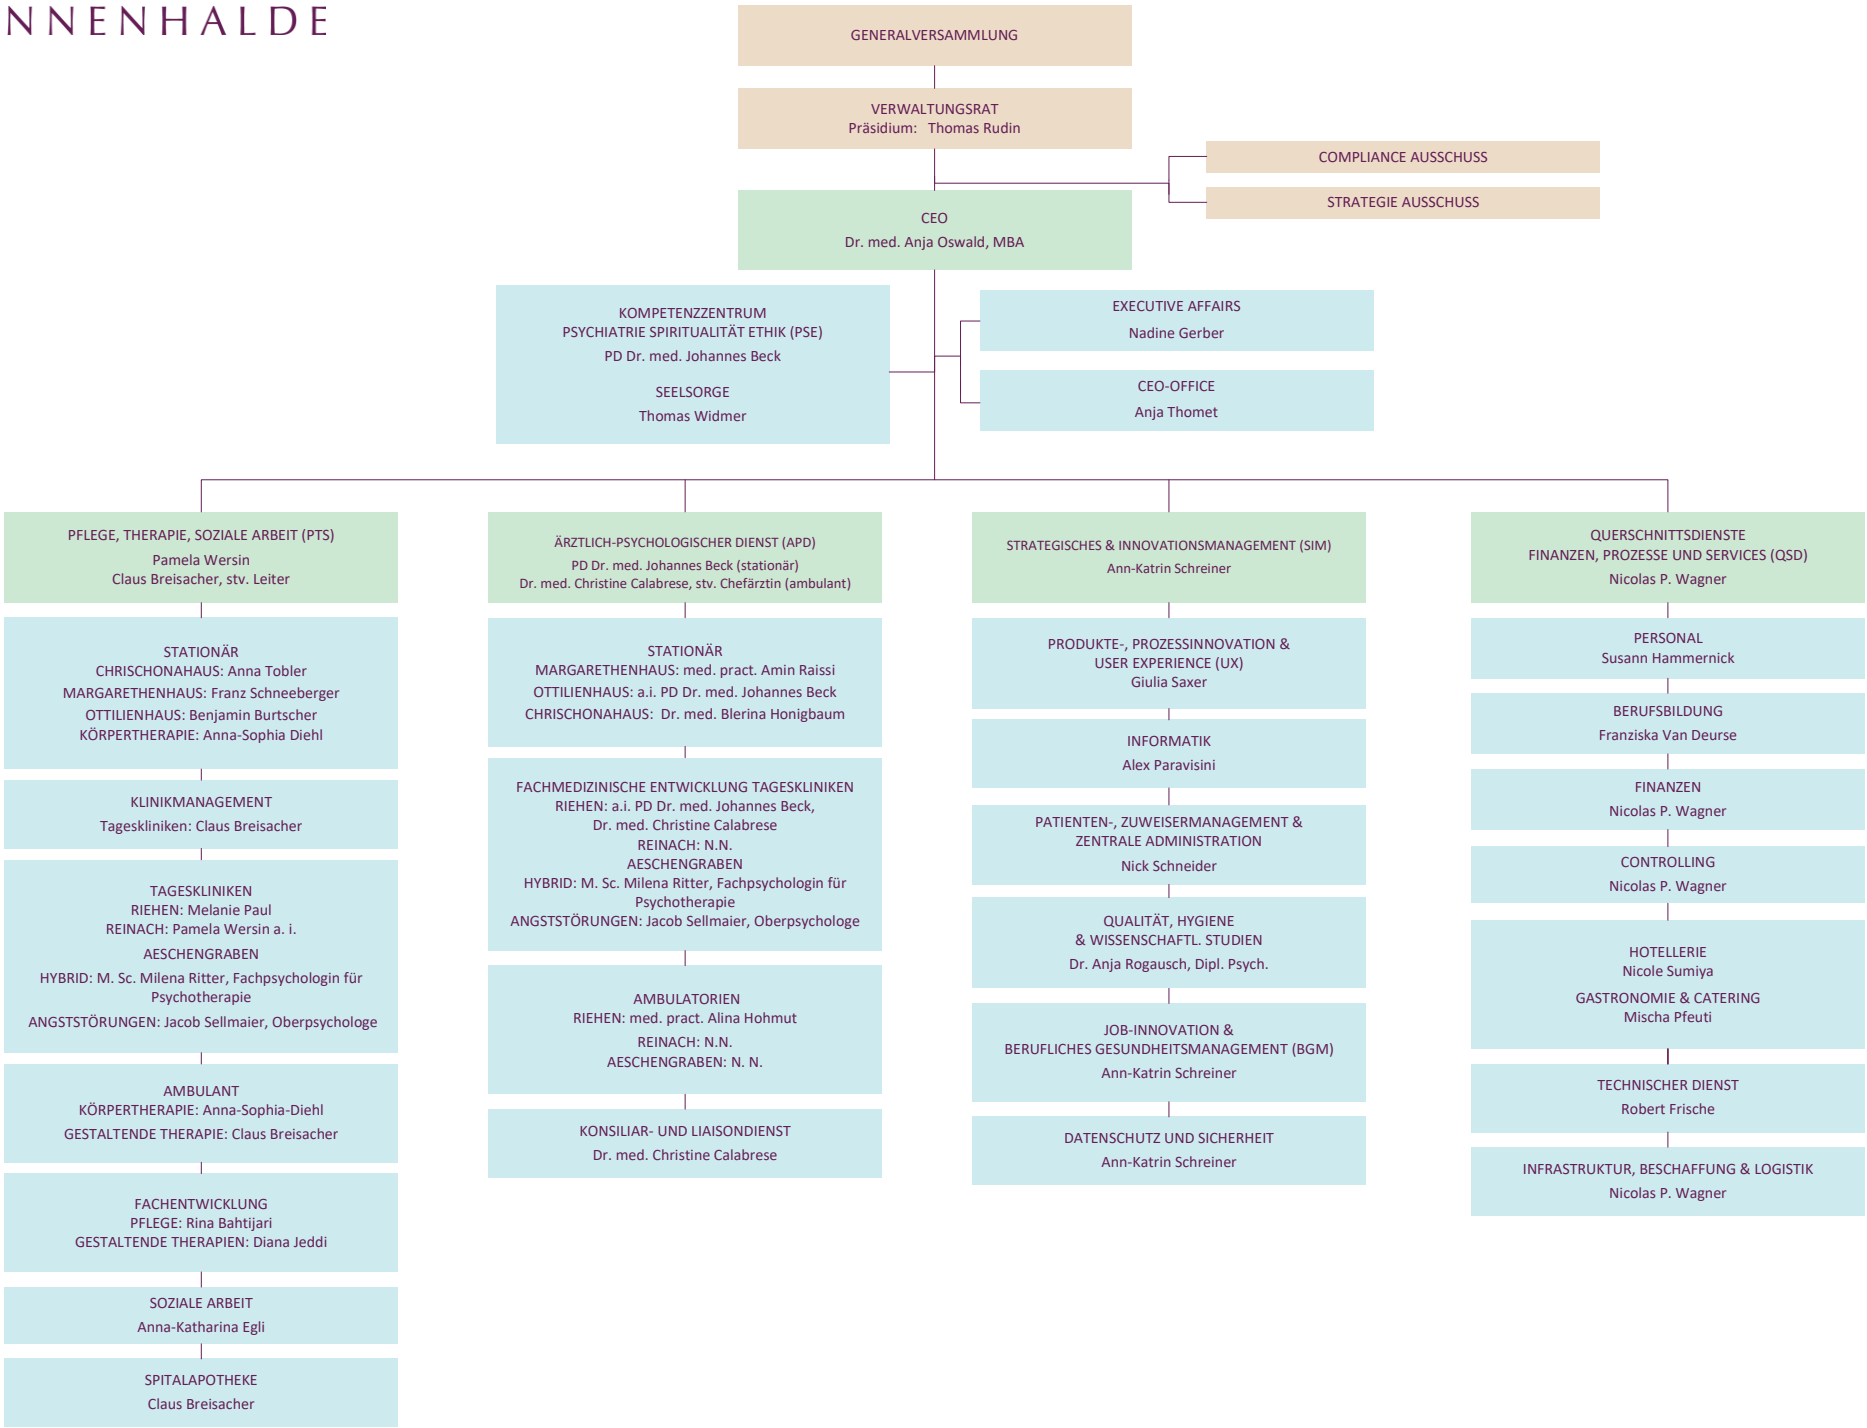 NNENHALDE
GENERALVERSAMMLUNG
VERWALTUNGSRAT
Präsidium: Thomas Rudin
COMPLIANCE AUSSCHUSS
STRATEGIE AUSSCHUSS
CEO
Dr. med. Anja Oswald, MBA
KOMPETENZZENTRUM
PSYCHIATRIE SPIRITUALITÄT ETHIK (PSE)
PD Dr. med. Johannes Beck
SEELSORGE
Thomas Widmer
EXECUTIVE AFFAIRS
Nadine Gerber
CEO-OFFICE
Anja Thomet
PFLEGE, THERAPIE, SOZIALE ARBEIT (PTS)
Pamela Wersin
Claus Breisacher, stv. Leiter
STATIONÄR
CHRISCHONAHAUS: Anna Tobler
MARGARETHENHAUS: Franz Schneeberger
OTTILIENHAUS: Benjamin Burtscher
KÖRPERTHERAPIE: Anna-Sophia Diehl
KLINIKMANAGEMENT
Tageskliniken: Claus Breisacher
TAGESKLINIKEN
RIEHEN: Melanie Paul
REINACH: Pamela Wersin a. i.
AESCHENGRABEN
HYBRID: M. Sc. Milena Ritter, Fachpsychologin für
Psychotherapie
ANGSTSTÖRUNGEN: Jacob Sellmaier, Oberpsychologe
AMBULANT
KÖRPERTHERAPIE: Anna-Sophia-Diehl
GESTALTENDE THERAPIE: Claus Breisacher
FACHENTWICKLUNG
PFLEGE: Rina Bahtijari
GESTALTENDE THERAPIEN: Diana Jeddi
SOZIALE ARBEIT
Anna-Katharina Egli
SPITALAPOTHEKE
Claus Breisacher
ÄRZTLICH-PSYCHOLOGISCHER DIENST (APD)
PD Dr. med. Johannes Beck (stationär)
Dr. med. Christine Calabrese, stv. Chefärztin (ambulant)
STATIONÄR
MARGARETHENHAUS: med. pract. Amin Raissi
OTTILIENHAUS: a.i. PD Dr. med. Johannes Beck
CHRISCHONAHAUS: Dr. med. Blerina Honigbaum
FACHMEDIZINISCHE ENTWICKLUNG TAGESKLINIKEN
RIEHEN: a.i. PD Dr. med. Johannes Beck,
Dr. med. Christine Calabrese
REINACH: N.N.
AESCHENGRABEN
HYBRID: M. Sc. Milena Ritter, Fachpsychologin für
Psychotherapie
ANGSTSTÖRUNGEN: Jacob Sellmaier, Oberpsychologe
AMBULATORIEN
RIEHEN: med. pract. Alina Hohmut
REINACH: N.N.
AESCHENGRABEN: N. N.
KONSILIAR- UND LIAISONDIENST
Dr. med. Christine Calabrese
STRATEGISCHES & INNOVATIONSMANAGEMENT (SIM)
Ann-Katrin Schreiner
PRODUKTE-, PROZESSINNOVATION &
USER EXPERIENCE (UX)
Giulia Saxer
INFORMATIK
Alex Paravisini
PATIENTEN-, ZUWEISERMANAGEMENT &
ZENTRALE ADMINISTRATION
Nick Schneider
QUALITÄT, HYGIENE
& WISSENSCHAFTL. STUDIEN
Dr. Anja Rogausch, Dipl. Psych.
JOB-INNOVATION &
BERUFLICHES GESUNDHEITSMANAGEMENT (BGM)
Ann-Katrin Schreiner
DATENSCHUTZ UND SICHERHEIT
Ann-Katrin Schreiner
QUERSCHNITTSDIENSTE
FINANZEN, PROZESSE UND SERVICES (QSD)
Nicolas P. Wagner
PERSONAL
Susann Hammernick
BERUFSBILDUNG
Franziska Van Deurse
FINANZEN
Nicolas P. Wagner
CONTROLLING
Nicolas P. Wagner
HOTELLERIE
Nicole Sumiya
GASTRONOMIE & CATERING
Mischa Pfeuti
TECHNISCHER DIENST
Robert Frische
INFRASTRUKTUR, BESCHAFFUNG & LOGISTIK
Nicolas P. Wagner